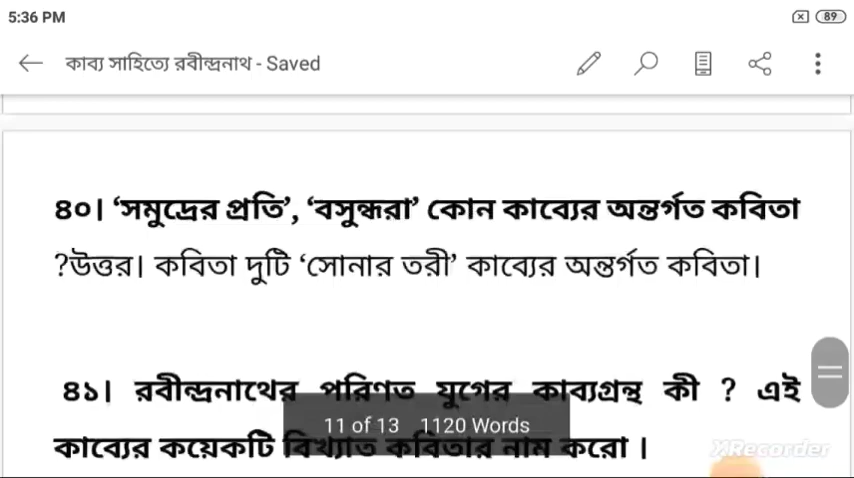 5:36 PM 89
কাব্য সাহিত্যে রবীন্দ্রনাথ - Saved
৪০। ‘সমুদ্রের প্রতি’, ‘বসুন্ধরা’ কোন কাব্যের অন্তর্গত কবিতা
?উত্তর। কবিতা দুটি ‘সোনার তরী’ কাব্যের অন্তর্গত কবিতা।
৪১। রবীন্দ্রনাথের পরিণত যুগের কাব্যগ্রন্থ কী ? এই
11 of 13 1120 Words
কাব্যের কয়েকটি বিখ্যাত কবিতার নাম করো ।
XRecorder